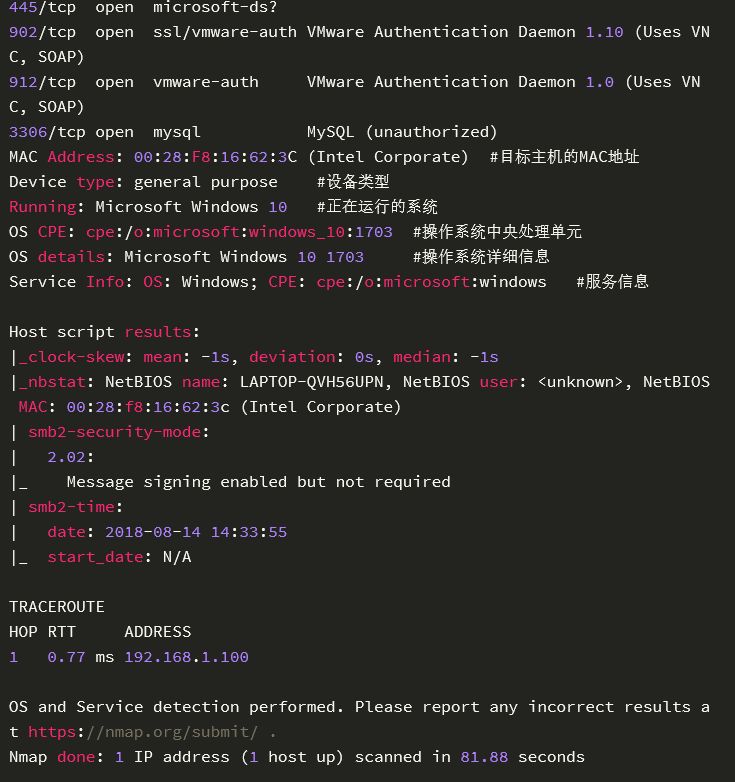 445/tcp  open  microsoft-ds?
902/tcp  open  ssl/vmware-auth VMware Authentication Daemon 1.10 (Uses VN
C, SOAP)
912/tcp  open  vmware-auth     VMware Authentication Daemon 1.0 (Uses VN
C, SOAP)
3306/tcp open  mysql           MySQL (unauthorized)
MAC Address: 00:28:F8:16:62:3C (Intel Corporate)  #目标主机的MAC地址
Device type: general purpose    #设备类型
Running: Microsoft Windows 10   #正在运行的系统
OS CPE: cpe:/o:microsoft:windows_10:1703  #操作系统中央处理单元
OS details: Microsoft Windows 10 1703     #操作系统详细信息
Service Info: OS: Windows; CPE: cpe:/o:microsoft:windows   #服务信息
Host script results:
|_clock-skew: mean: -1s, deviation: 0s, median: -1s
|_nbstat: NetBIOS name: LAPTOP-QVH56UPN, NetBIOS user: <unknown>, NetBIOS
 MAC: 00:28:f8:16:62:3c (Intel Corporate)
| smb2-security-mode:
|   2.02:
|_    Message signing enabled but not required
| smb2-time:
|   date: 2018-08-14 14:33:55
|_  start_date: N/A
TRACEROUTE
HOP RTT     ADDRESS
1   0.77 ms 192.168.1.100
OS and Service detection performed. Please report any incorrect results a
t https://nmap.org/submit/ .
Nmap done: 1 IP address (1 host up) scanned in 81.88 seconds